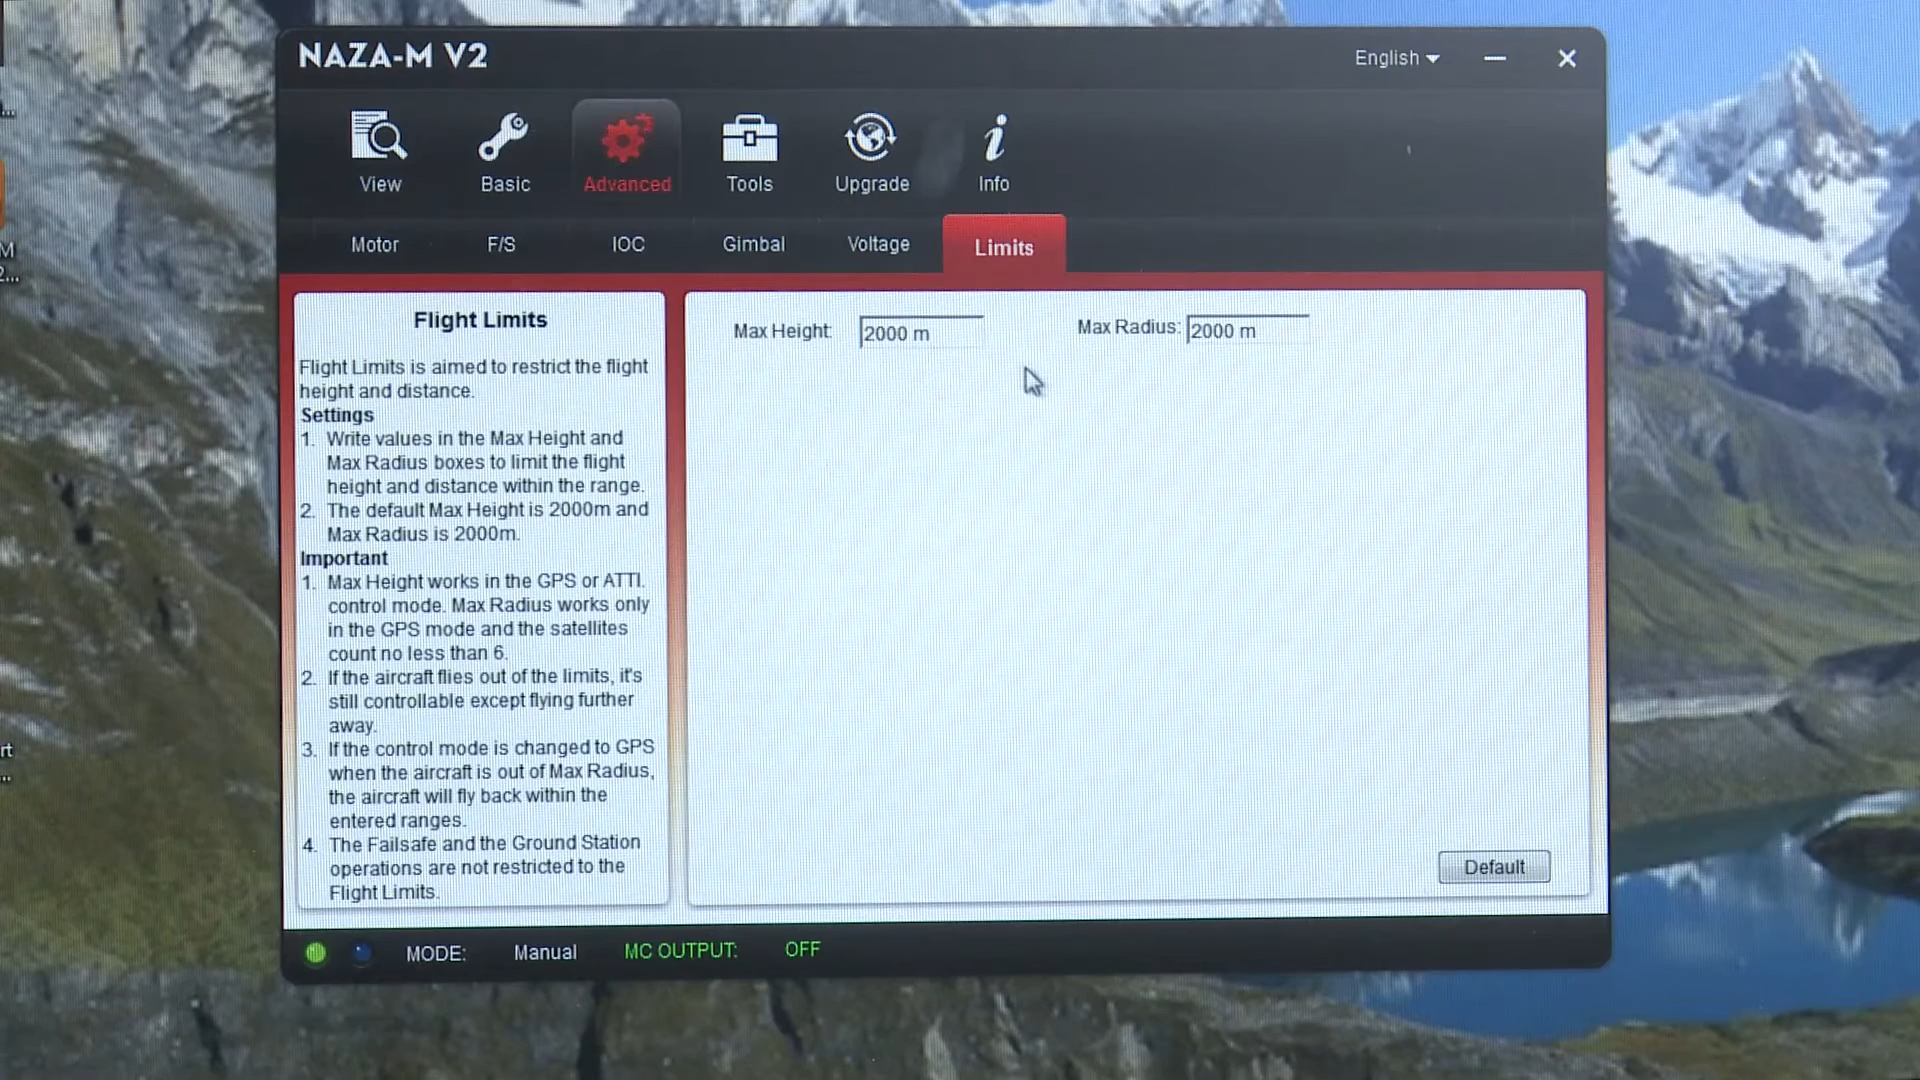 NAZA-M V2
English
View
Basic
Advanced
Tools
Upgrade
Info
Motor
F/S
IOC
Gimbal
Voltage
Limits
Flight Limits
Flight Limits is aimed to restrict the flight
height and distance.
Settings
1. Write values in the Max Height and
Max Radius boxes to limit the flight
height and distance within the range.
2. The default Max Height is 2000m and
Max Radius is 2000m.
Important
1. Max Height works in the GPS or ATTI.
control mode. Max Radius works only
in the GPS mode and the satellites
count no less than 6.
2. If the aircraft flies out of the limits, it's
still controllable except flying further
away.
3. If the control mode is changed to GPS
when the aircraft is out of Max Radius,
the aircraft will fly back within the
entered ranges.
4. The Failsafe and the Ground Station
operations are not restricted to the
Flight Limits.
Max Height: 2000 m
Max Radius: 2000 m
Default
MODE: Manual MC OUTPUT: OFF
M
2...
rt
...